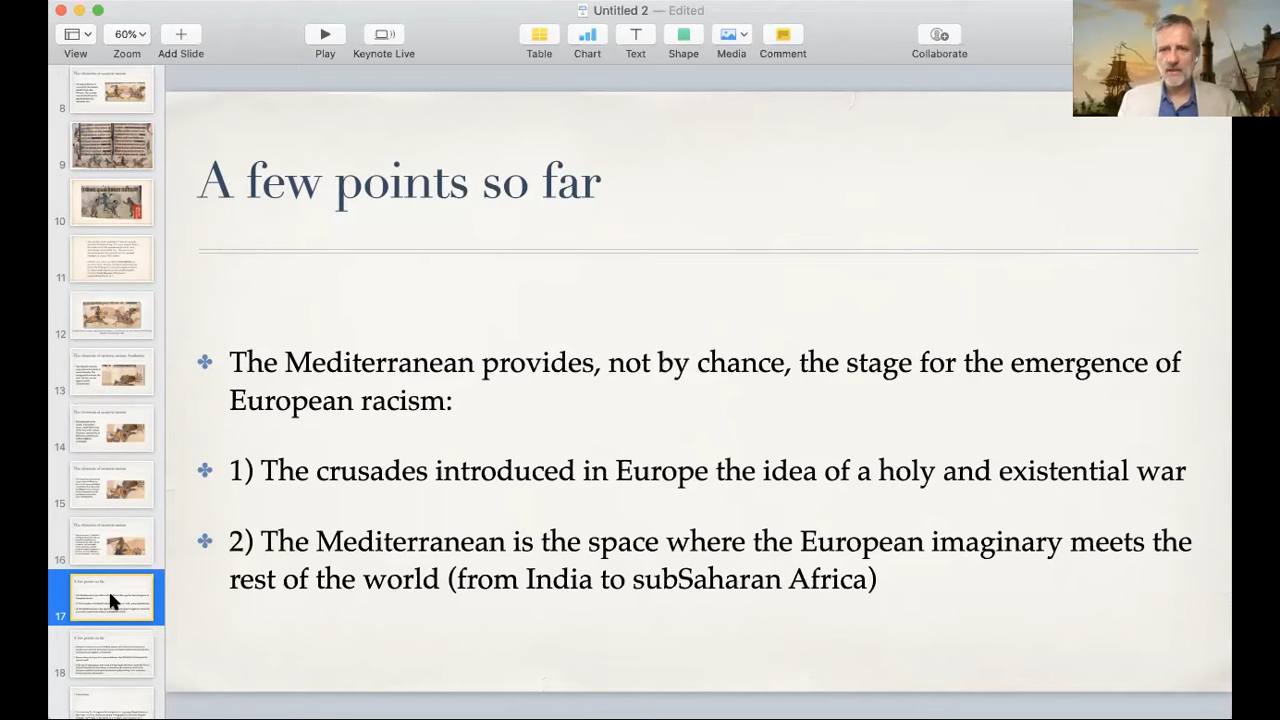 Untitled 2 — Edited
View
60%
Zoom
Add Slide
Play
Keynote Live
Table
Chart
Text
Shape
Media
Comment
Collaborate
8
9
10
11
12
13
14
15
16
17
18
A few points so far
The Mediterranean provides, not by chance, the stage for the emergence of
European racism:
1) The crusades introduced in Europe the idea of a holy and existential war
2) The Mediterranean is the space where the European imaginary meets the
rest of the world (from India to subSaharan Africa)